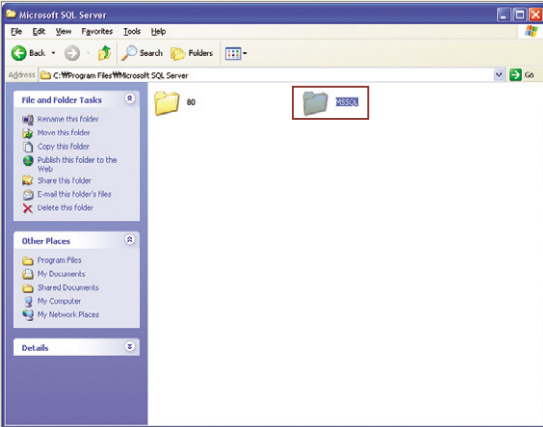 Microsoft SQL Server
File Edit View Favorites Tools Help
Back Search Folders
Address C:₩Program Files₩Microsoft SQL Server Go
File and Folder Tasks
Rename this folder
Move this folder
Copy this folder
Publish this folder to the
Web
Share this folder
E-mail this folder's files
Delete this folder
Other Places
Program Files
My Documents
Shared Documents
My Computer
My Network Places
Details
80
MSSQL